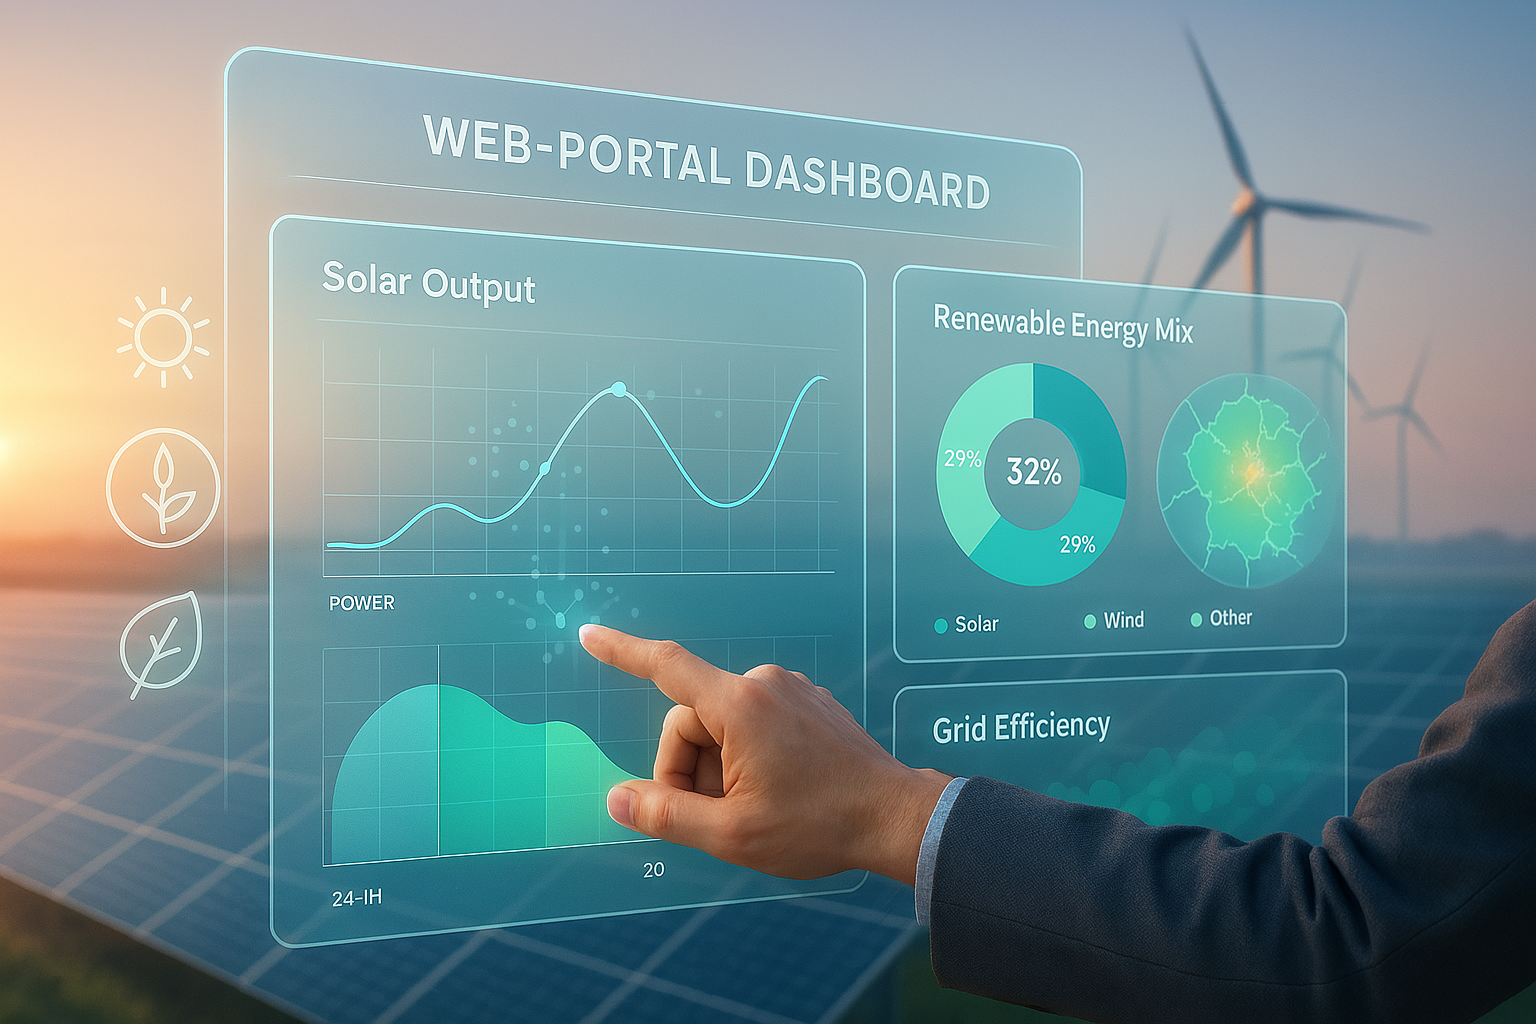 WEB-PORTAL DASHBOARD
Solar Output
POWER
24-IH
20
Renewable Energy Mix
29%
32%
29%
Solar
Wind
Other
Grid Efficiency